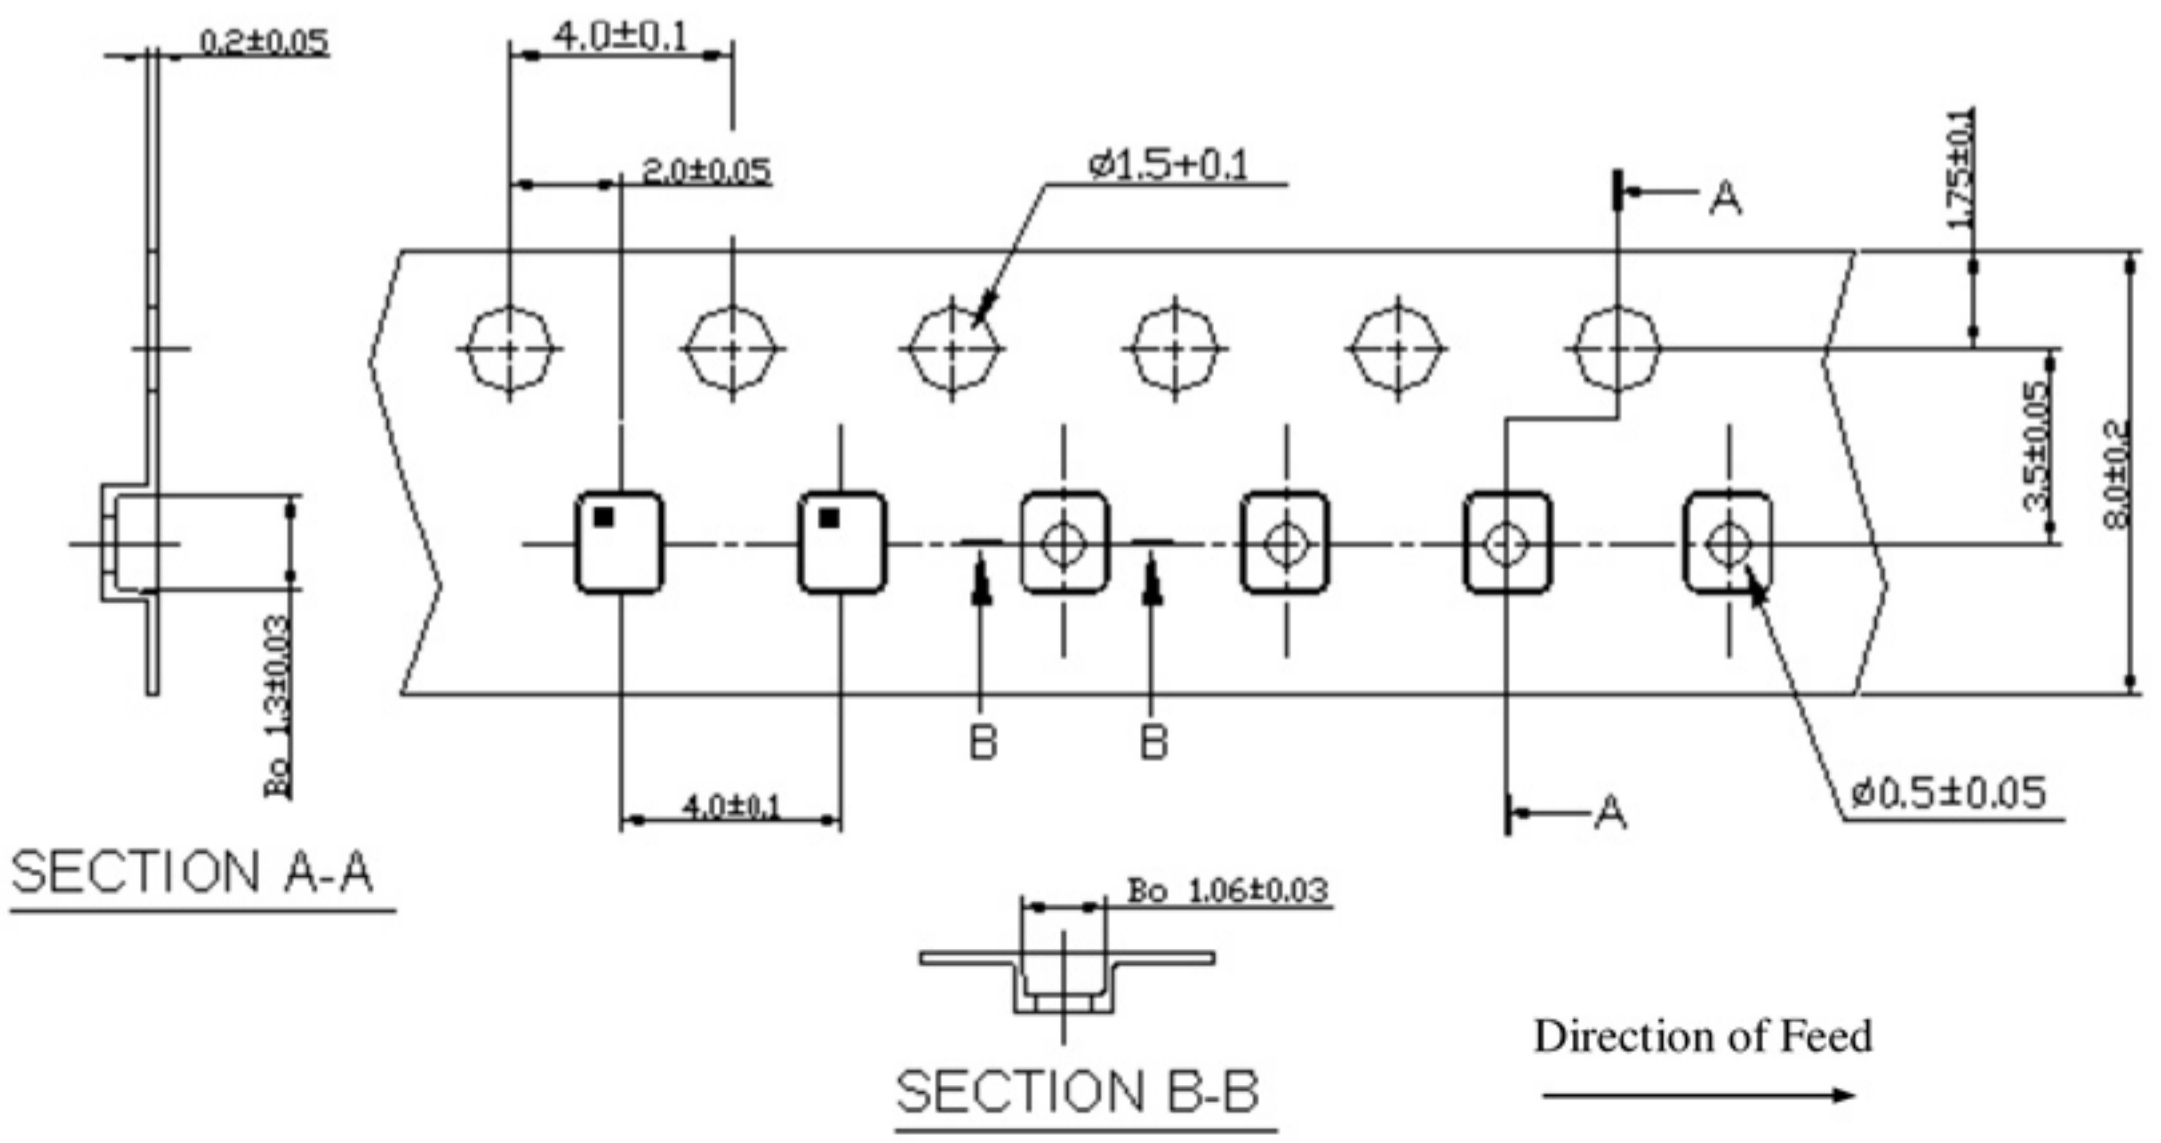 0.2±0.05
4.0±0.1
2.0±0.05
ø1.5+0.1
A
1.75±0.1
3.5±0.05
8.0±0.2
Bo 1.3±0.03
B
B
4.0±0.1
A
ø0.5±0.05
SECTION A-A
Bo 1.06±0.03
SECTION B-B
Direction of Feed